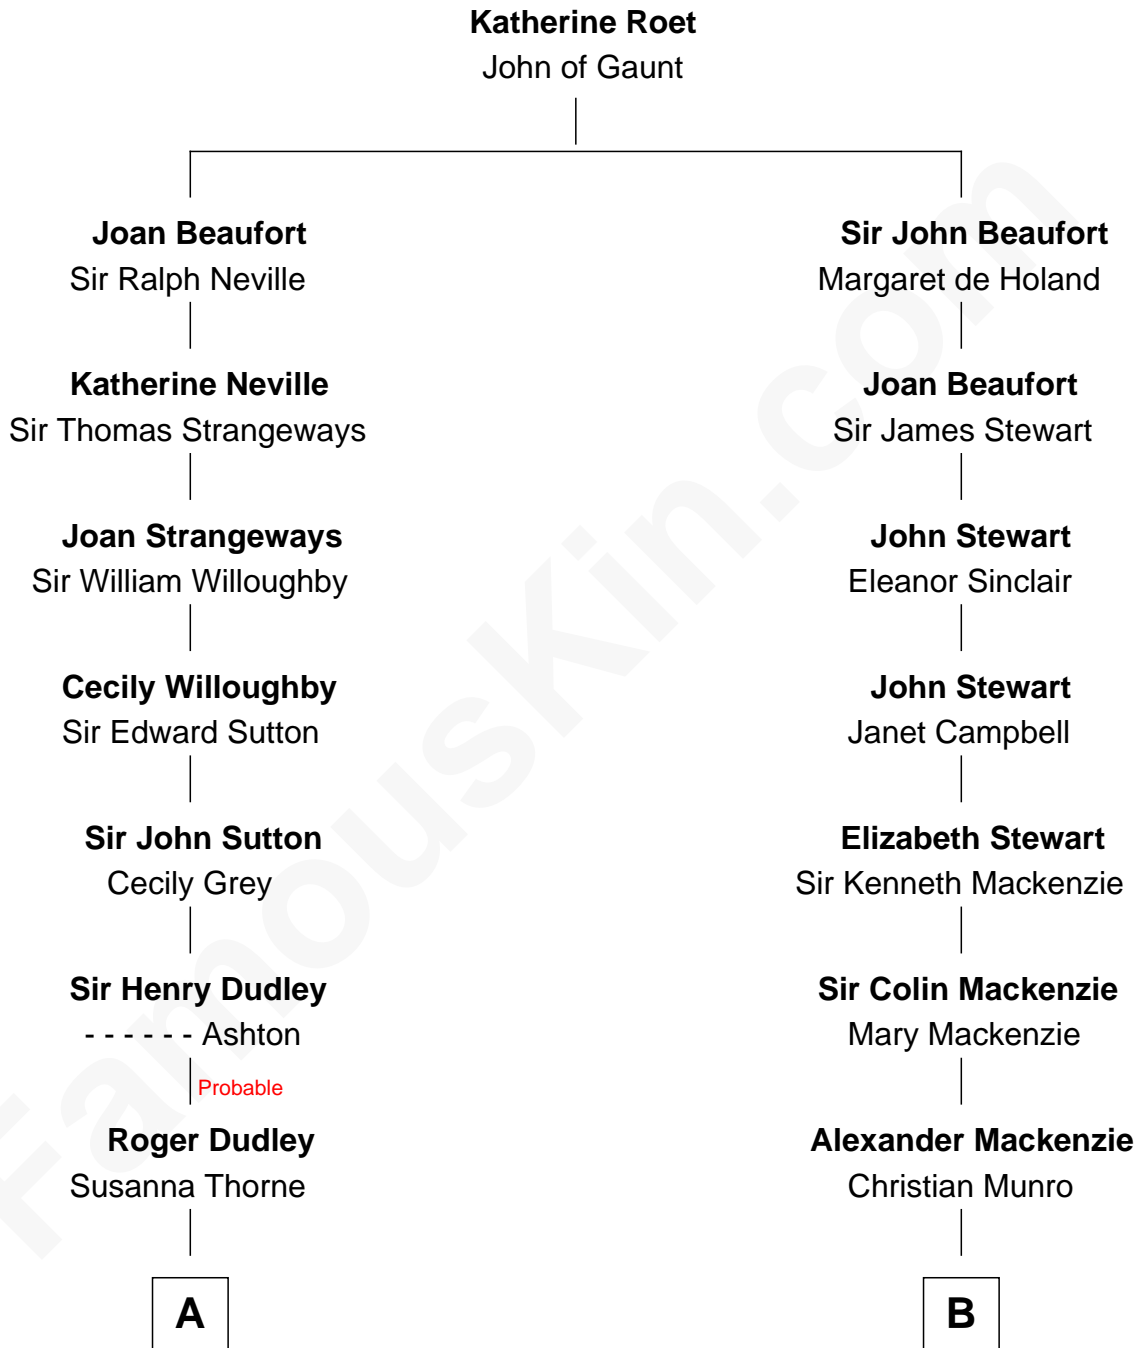 Katherine Roet
John of Gaunt
Joan Beaufort
Sir Ralph Neville
Katherine Neville
Sir Thomas Strangeways
Joan Strangeways
Sir William Willoughby
Cecily Willoughby
Sir Edward Sutton
Sir John Sutton
Cecily Grey
Sir Henry Dudley
- - - - - - Ashton
Probable
Roger Dudley
Susanna Thorne
A
Sir John Beaufort
Margaret de Holand
Joan Beaufort
Sir James Stewart
John Stewart
Eleanor Sinclair
John Stewart
Janet Campbell
Elizabeth Stewart
Sir Kenneth Mackenzie
Sir Colin Mackenzie
Mary Mackenzie
Alexander Mackenzie
Christian Munro
B
FamousKin.com